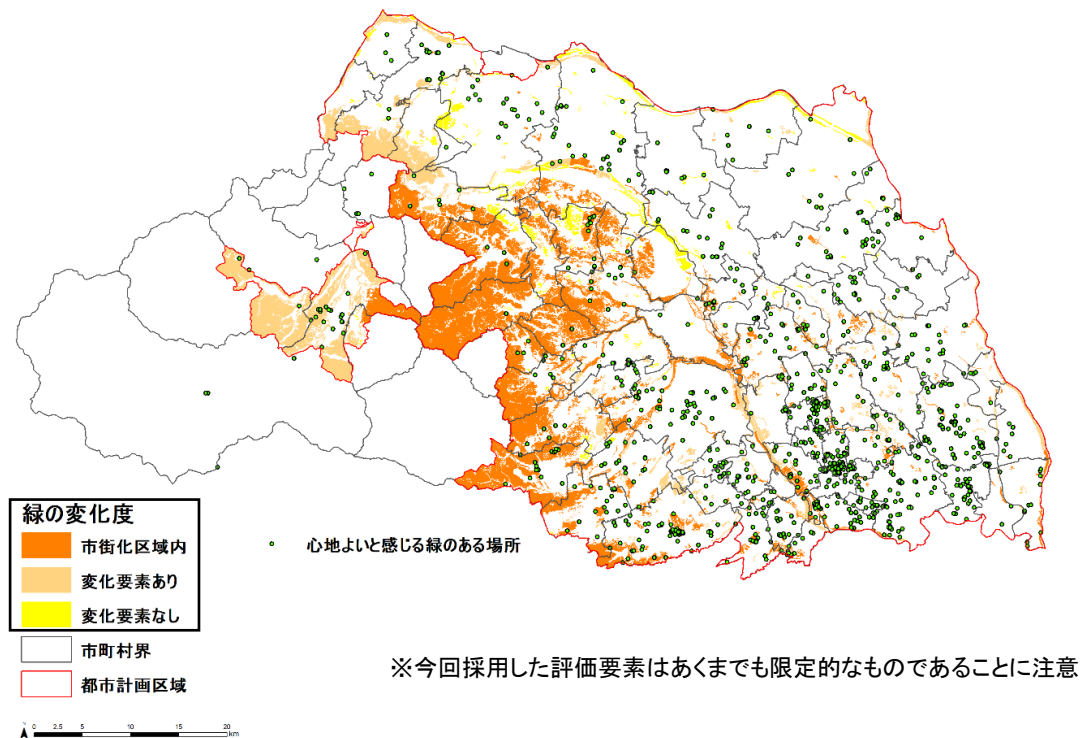 緑の変化度
市街化区域内
変化要素あり
変化要素なし
市町村界
都市計画区域
心地よいと感じる緑のある場所
※今回採用した評価要素はあくまでも限定的なものであることに注意
N
0 2.5 5 10 15 20
km